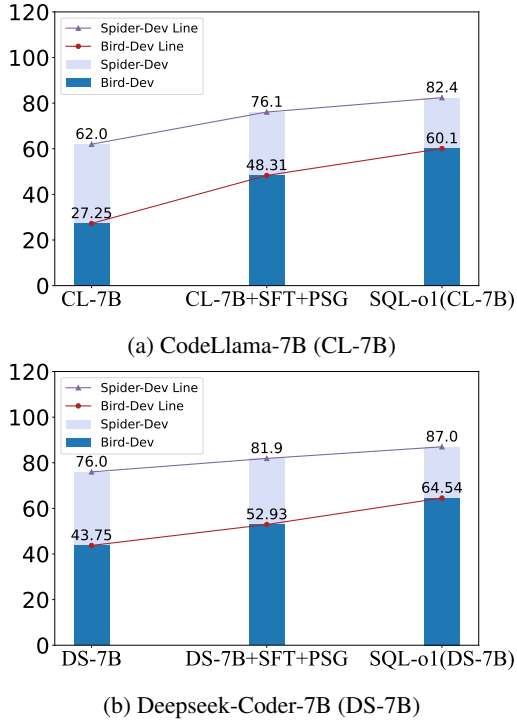 120
100
80
60
40
20
0
Spider-Dev Line
Bird-Dev Line
Spider-Dev
Bird-Dev
62.0
76.1
82.4
27.25
48.31
60.1
CL-7B
CL-7B+SFT+PSG
SQL-o1(CL-7B)
(a) CodeLlama-7B (CL-7B)
120
100
80
60
40
20
0
Spider-Dev Line
Bird-Dev Line
Spider-Dev
Bird-Dev
76.0
81.9
87.0
43.75
52.93
64.54
DS-7B
DS-7B+SFT+PSG
SQL-o1(DS-7B)
(b) Deepseek-Coder-7B (DS-7B)